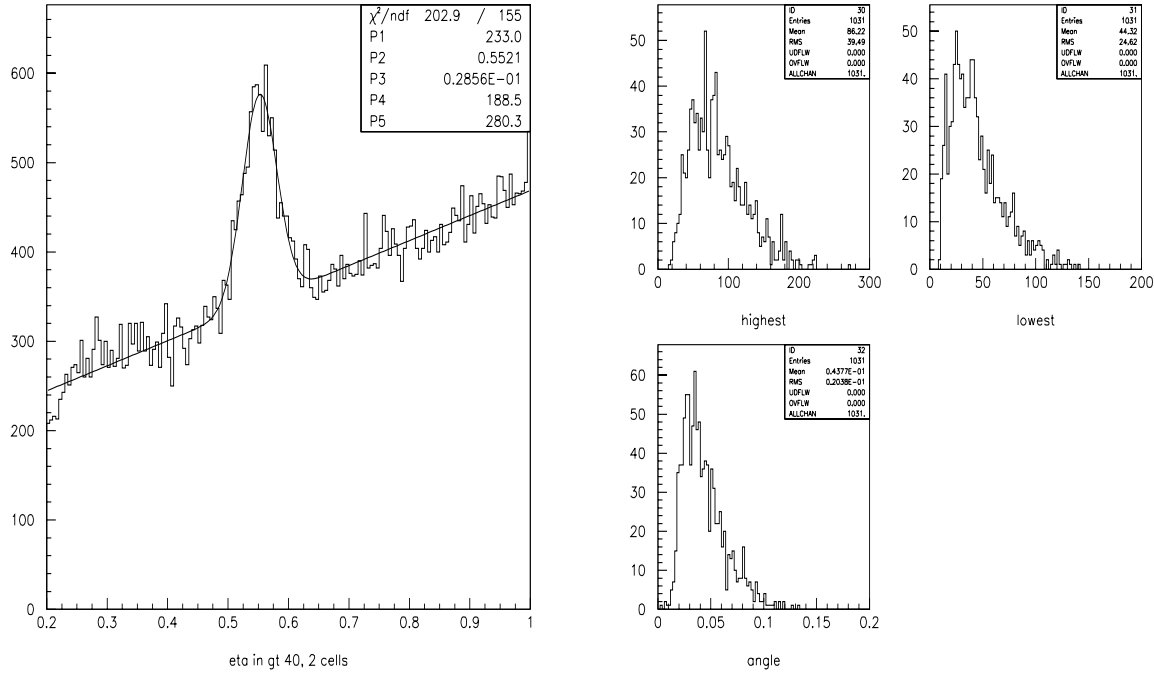 χ²/ndf 202.9 / 155
P1 233.0
P2 0.5521
P3 0.2856E-01
P4 188.5
P5 280.3
600
500
400
300
200
100
0
0.2 0.3 0.4 0.5 0.6 0.7 0.8 0.9 1
eta in gt 40, 2 cells
ID 30
Entries 1031
Mean 86.22
RMS 39.49
UDFLW 0.000
OVFLW 0.000
ALLCHAN 1031.
50
40
30
20
10
0
0 100 200 300
highest
ID 31
Entries 1031
Mean 44.32
RMS 24.62
UDFLW 0.000
OVFLW 0.000
ALLCHAN 1031.
50
40
30
20
10
0
0 50 100 150 200
lowest
ID 32
Entries 1031
Mean 0.4377E-01
RMS 0.2038E-01
UDFLW 0.000
OVFLW 0.000
ALLCHAN 1031.
60
50
40
30
20
10
0
0 0.05 0.1 0.15 0.2
angle